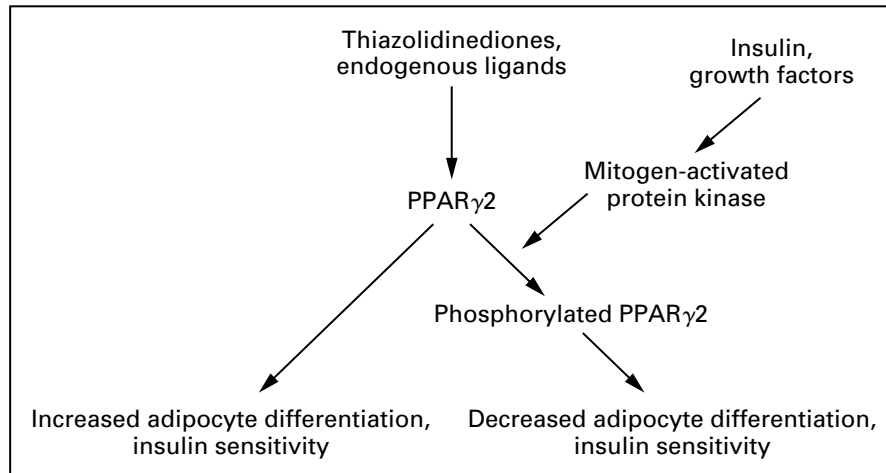 Thiazolidinediones,
endogenous ligands
Insulin,
growth factors
Mitogen-activated
protein kinase
PPARγ2
Phosphorylated PPARγ2
Increased adipocyte differentiation,
insulin sensitivity
Decreased adipocyte differentiation,
insulin sensitivity